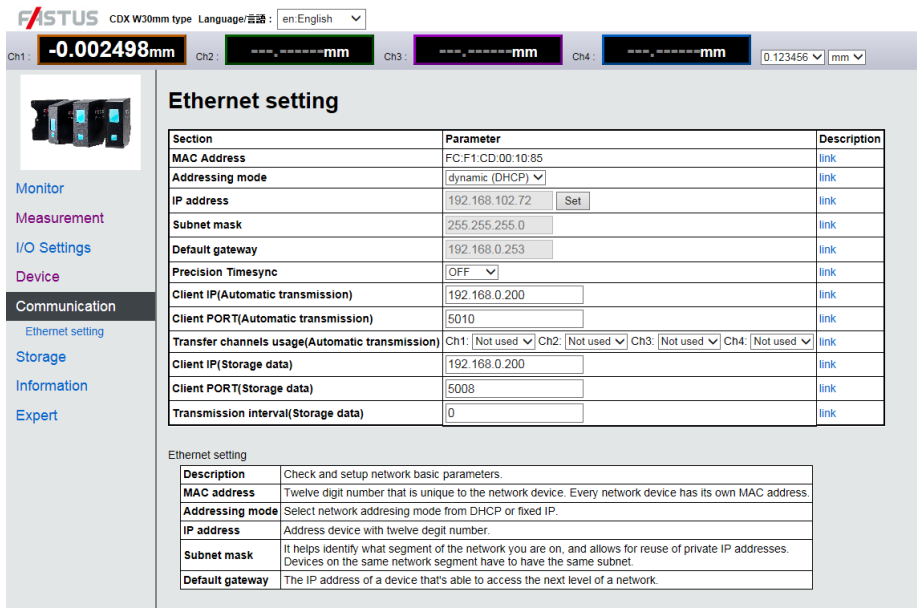 FASTUS CDX W30mm type Language/言語 : en:English
Ch1 : -0.002498mm Ch2 : ---.------mm Ch3 : ---.------mm Ch4 : ---.------mm 0.123456 mm
Monitor
Measurement
I/O Settings
Device
Communication
Ethernet setting
Storage
Information
Expert
Ethernet setting
Section Parameter Description
MAC Address FC:F1:CD:00:10:85 link
Addressing mode dynamic (DHCP) link
IP address 192.168.102.72 Set link
Subnet mask 255.255.255.0 link
Default gateway 192.168.0.253 link
Precision Timesync OFF link
Client IP(Automatic transmission) 192.168.0.200 link
Client PORT(Automatic transmission) 5010 link
Transfer channels usage(Automatic transmission) Ch1: Not used Ch2: Not used Ch3: Not used Ch4: Not used link
Client IP(Storage data) 192.168.0.200 link
Client PORT(Storage data) 5008 link
Transmission interval(Storage data) 0 link
Ethernet setting
Description Check and setup network basic parameters.
MAC address Twelve digit number that is unique to the network device. Every network device has its own MAC address.
Addressing mode Select network addresing mode from DHCP or fixed IP.
IP address Address device with twelve degit number.
Subnet mask It helps identify what segment of the network you are on, and allows for reuse of private IP addresses.
Devices on the same network segment have to have the same subnet.
Default gateway The IP address of a device that's able to access the next level of a network.